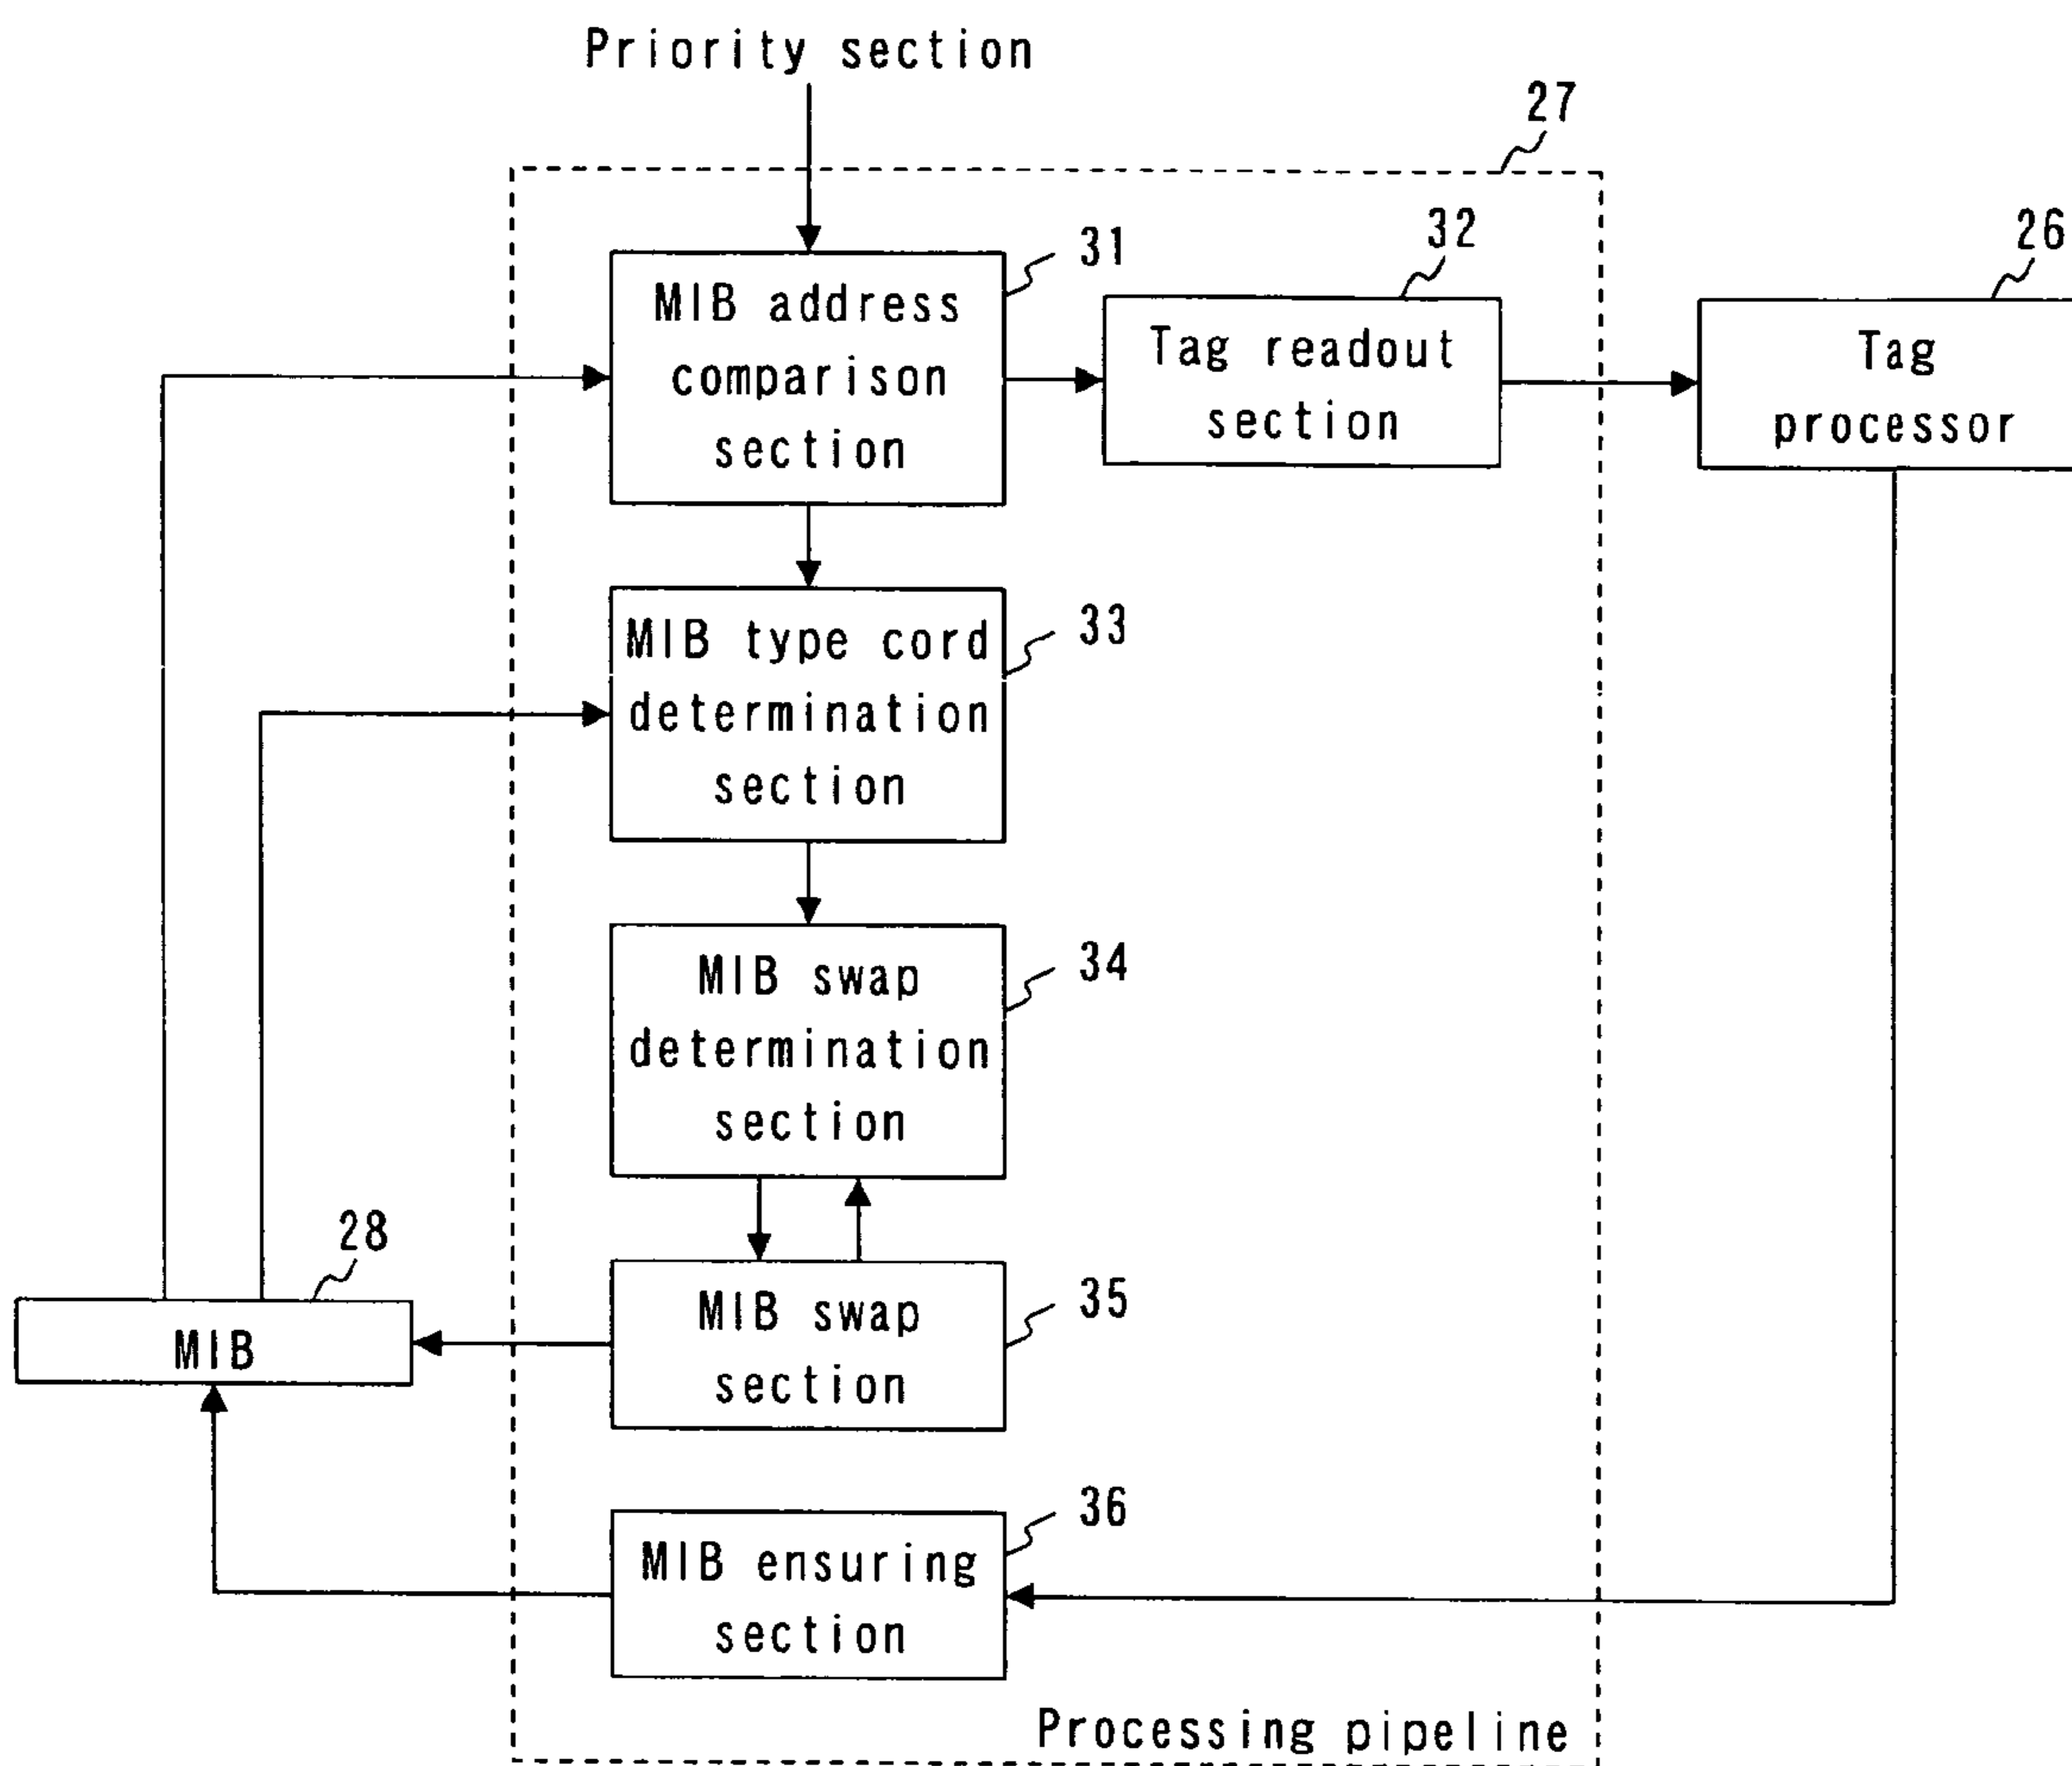 Priority section
27
31
MIB address
comparison
section
32
Tag readout
section
26
Tag
processor
33
MIB type cord
determination
section
34
MIB swap
determination
section
28
MIB
35
MIB swap
section
36
MIB ensuring
section
Processing pipeline